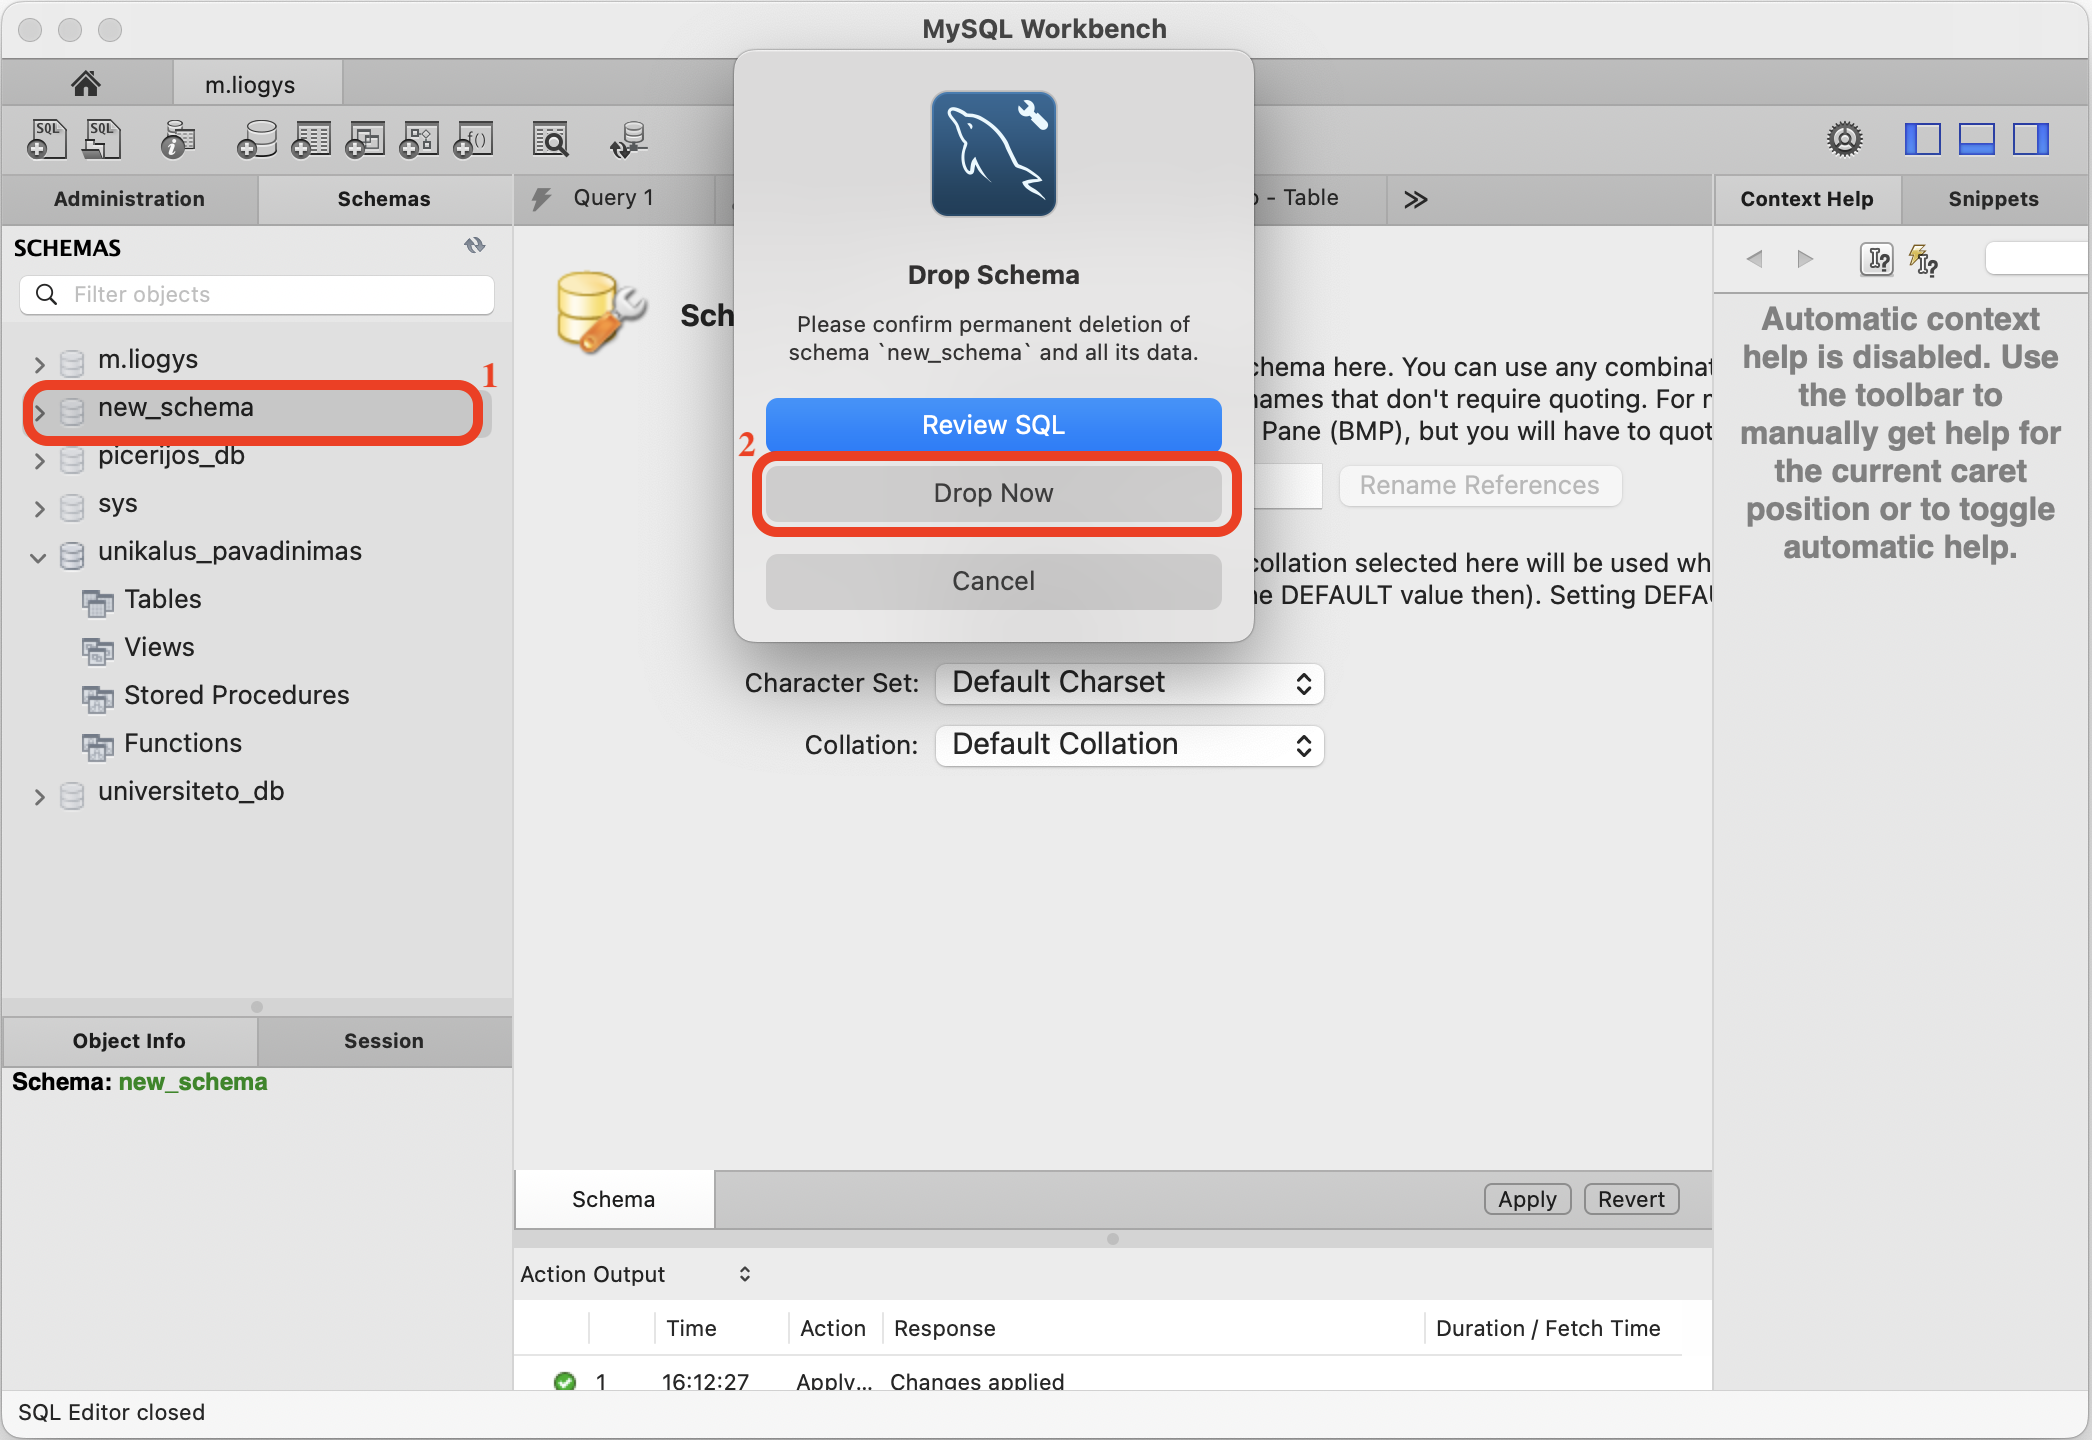 MySQL Workbench
m.liogys
SQL
SQL
f()
Administration
Schemas
SCHEMAS
Filter objects
m.liogys
1
new_schema
picerijos_db
sys
unikalus_pavadinimas
Tables
Views
Stored Procedures
Functions
universiteto_db
Object Info
Session
Schema: new_schema
Query 1
- Table
Sch
Drop Schema
Please confirm permanent deletion of
schema `new_schema` and all its data.
Review SQL
2
Drop Now
Cancel
chema here. You can use any combinat
names that don't require quoting. For
Pane (BMP), but you will have to quot
Rename References
collation selected here will be used wh
DEFAULT value then). Setting DEFAU
Character Set: Default Charset
Collation: Default Collation
Schema
Apply
Revert
Action Output
Time Action Response Duration / Fetch Time
1 16:12:27 Apply... Changes applied
Context Help
Snippets
I?
I?
Automatic context
help is disabled. Use
the toolbar to
manually get help for
the current caret
position or to toggle
automatic help.
SQL Editor closed